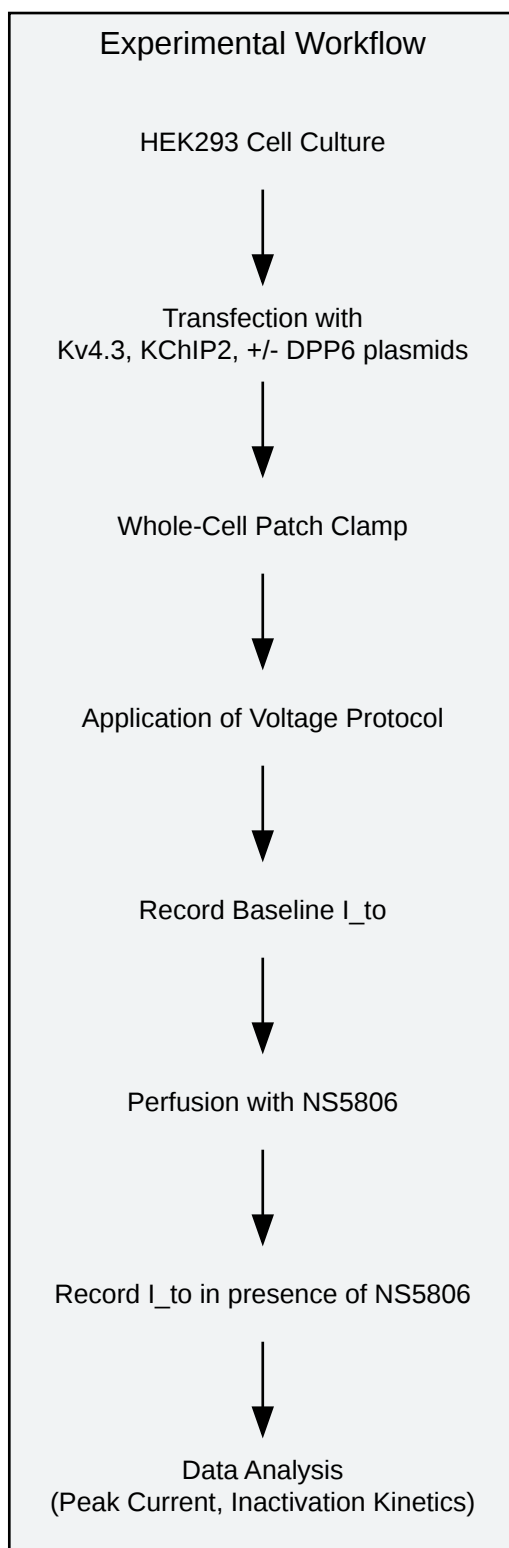 Experimental Workflow
HEK293 Cell Culture
Transfection with
Kv4.3, KChIP2, +/- DPP6 plasmids
Whole-Cell Patch Clamp
Application of Voltage Protocol
Record Baseline I_to
Perfusion with NS5806
Record I_to in presence of NS5806
Data Analysis
(Peak Current, Inactivation Kinetics)